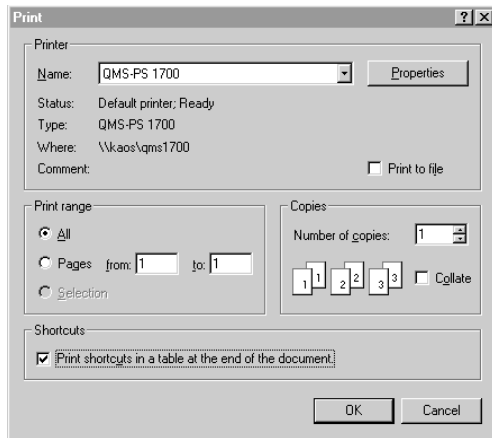 Print
Printer
Name: QMS-PS 1700 Properties
Status: Default printer; Ready
Type: QMS-PS 1700
Where: \\kaos\qms1700
Comment: Print to file
Print range
All
Pages from: 1 to: 1
Selection
Copies
Number of copies: 1
1 1 2 2 3 3 Collate
Shortcuts
Print shortcuts in a table at the end of the document.
OK Cancel